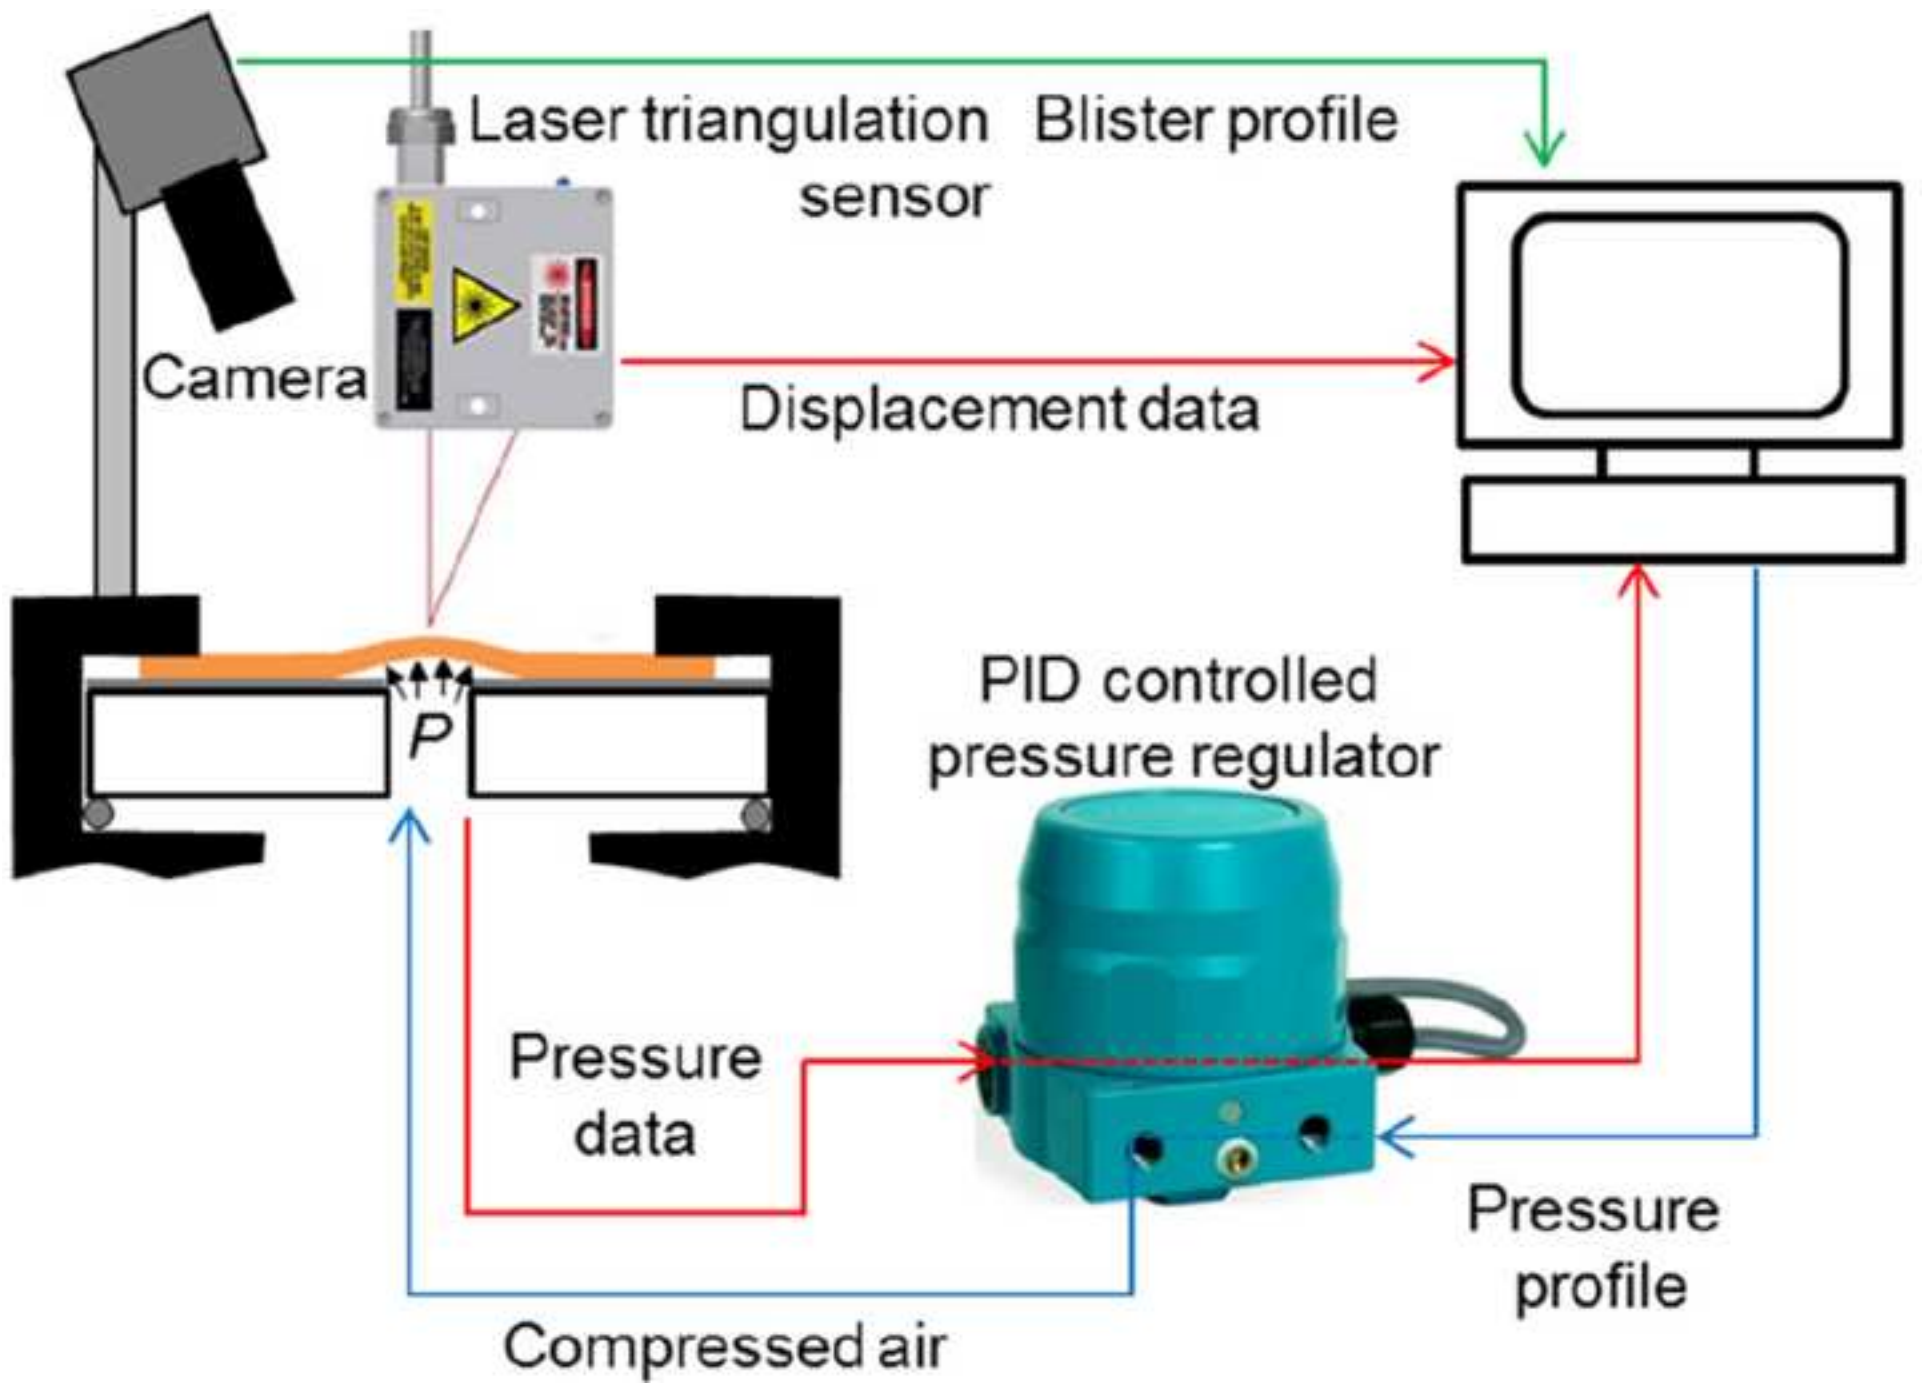 Laser triangulation
sensor
Blister profile
Camera
Displacement data
P
PID controlled
pressure regulator
Pressure
data
Pressure
profile
Compressed air